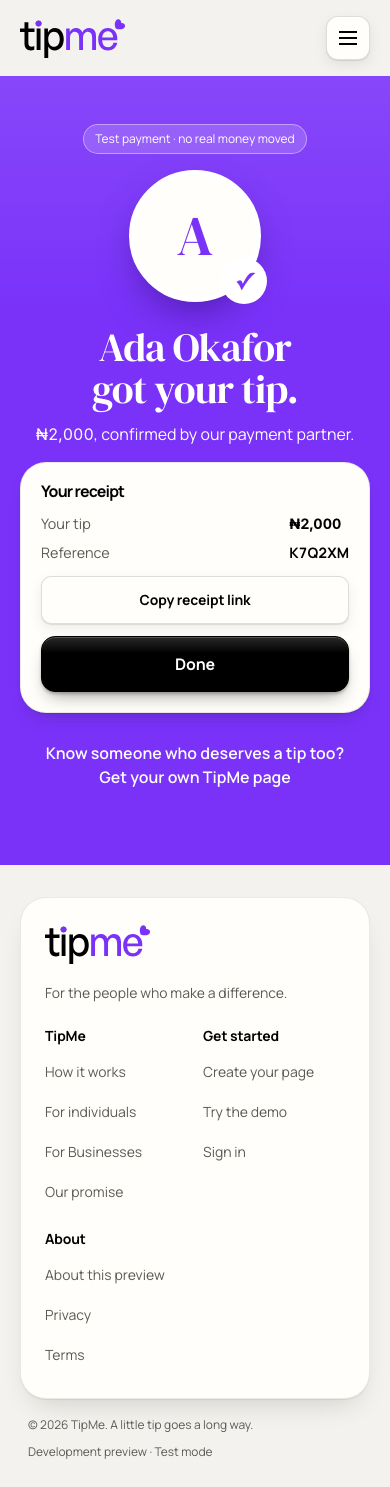 tipme
Test payment · no real money moved
A
Ada Okafor
got your tip.
₦2,000, confirmed by our payment partner.
Your receipt
Your tip ₦2,000
Reference K7Q2XM
Copy receipt link
Done
Know someone who deserves a tip too?
Get your own TipMe page
tipme
For the people who make a difference.
TipMe
How it works
For individuals
For Businesses
Our promise
Get started
Create your page
Try the demo
Sign in
About
About this preview
Privacy
Terms
© 2026 TipMe. A little tip goes a long way.
Development preview · Test mode